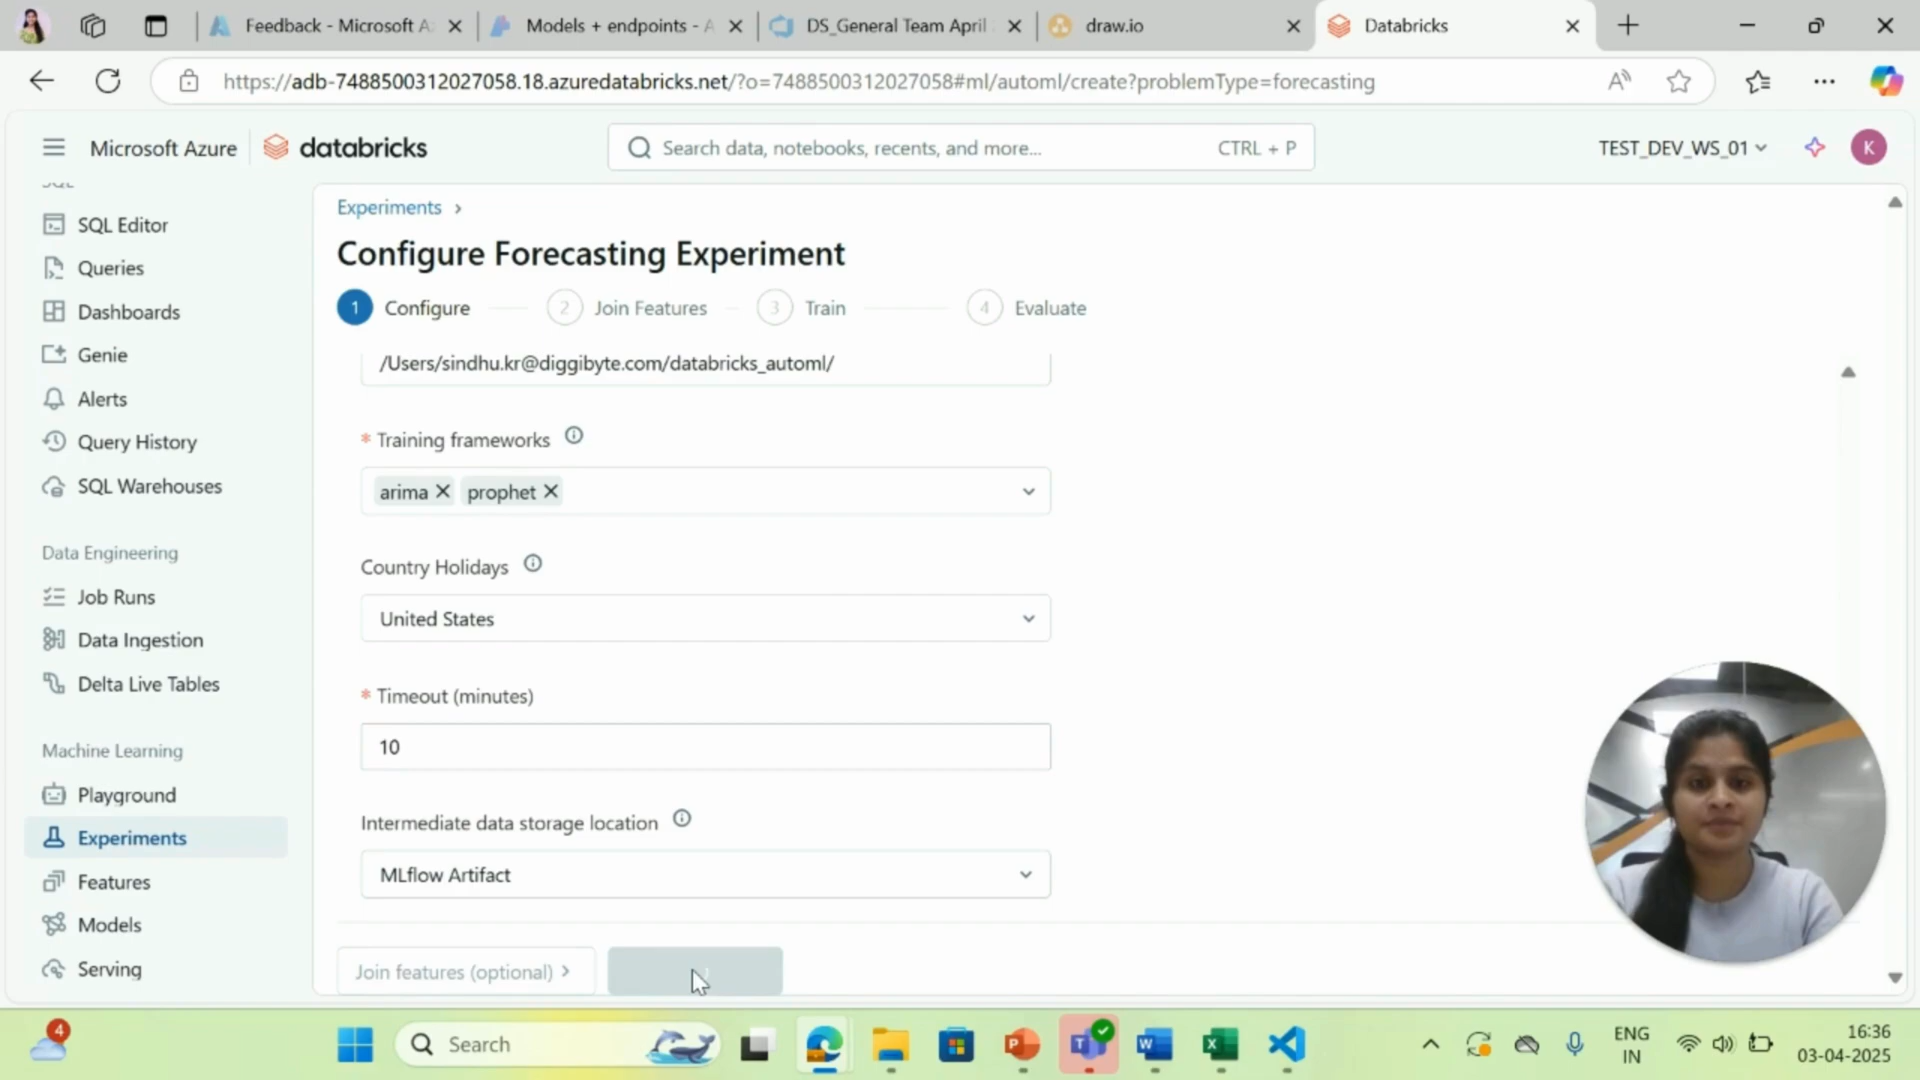 Feedback - Microsoft A
Models + endpoints - A
DS_General Team April
draw.io
Databricks
https://adb-7488500312027058.18.azuredatabricks.net/?o=7488500312027058#ml/automl/create?problemType=forecasting
Microsoft Azure
databricks
Search data, notebooks, recents, and more...
CTRL + P
TEST_DEV_WS_01
K
SQL Editor
Queries
Dashboards
Genie
Alerts
Query History
SQL Warehouses
Data Engineering
Job Runs
Data Ingestion
Delta Live Tables
Machine Learning
Playground
Experiments
Features
Models
Serving
Experiments ›
Configure Forecasting Experiment
1 Configure
2 Join Features
3 Train
4 Evaluate
/Users/sindhu.kr@diggibyte.com/databricks_automl/
* Training frameworks
arima
prophet
Country Holidays
United States
* Timeout (minutes)
10
Intermediate data storage location
MLflow Artifact
Join features (optional) ›
4
Search
ENG
IN
16:36
03-04-2025